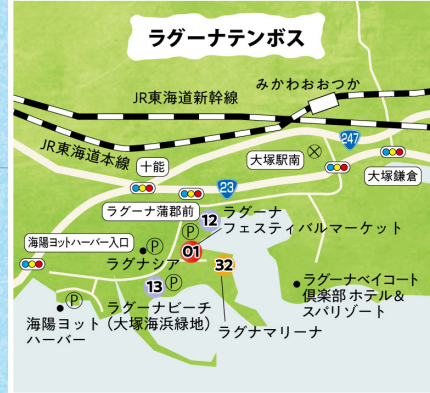 ラグーナテンボス
みかわおおつか
JR東海道新幹線
247
JR東海道本線
十能
大塚駅南
大塚鎌倉
23
ラグーナ蒲郡前
12
ラグーナ
フェスティバルマーケット
P
海陽ヨットハーバー入口
P
ラグナシア
01
32
ラグーナベイコート
倶楽部 ホテル&
スパリゾート
13
P
P
ラグーナビーチ
(大塚海浜緑地)
海陽ヨット
ハーバー
ラグナマリーナ